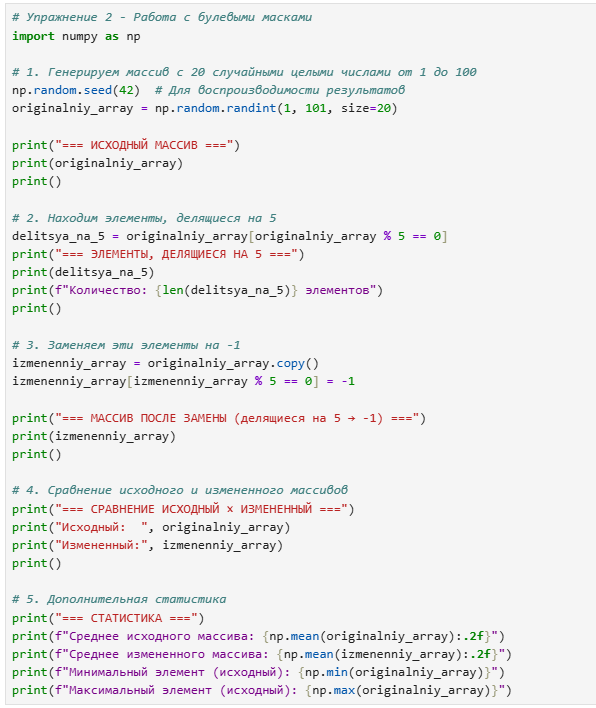 # Упражнение 2 - Работа с булевыми масками
import numpy as np
# 1. Генерируем массив с 20 случайными целыми числами от 1 до 100
np.random.seed(42)  # Для воспроизводимости результатов
originalniy_array = np.random.randint(1, 101, size=20)
print("=== ИСХОДНЫЙ МАССИВ ===")
print(originalniy_array)
print()
# 2. Находим элементы, делящиеся на 5
delitsya_na_5 = originalniy_array[originalniy_array % 5 == 0]
print("=== ЭЛЕМЕНТЫ, ДЕЛЯЩИЕСЯ НА 5 ===")
print(delitsya_na_5)
print(f"Количество: {len(delitsya_na_5)} элементов")
print()
# 3. Заменяем эти элементы на -1
izmenenniy_array = originalniy_array.copy()
izmenenniy_array[izmenenniy_array % 5 == 0] = -1
print("=== МАССИВ ПОСЛЕ ЗАМЕНЫ (делящиеся на 5 → -1) ===")
print(izmenenniy_array)
print()
# 4. Сравнение исходного и измененного массивов
print("=== СРАВНЕНИЕ ИСХОДНЫЙ × ИЗМЕНЕННЫЙ ===")
print("Исходный:  ", originalniy_array)
print("Измененный:", izmenenniy_array)
print()
# 5. Дополнительная статистика
print("=== СТАТИСТИКА ===")
print(f"Среднее исходного массива: {np.mean(originalniy_array):.2f}")
print(f"Среднее измененного массива: {np.mean(izmenenniy_array):.2f}")
print(f"Минимальный элемент (исходный): {np.min(originalniy_array)}")
print(f"Максимальный элемент (исходный): {np.max(originalniy_array)}")